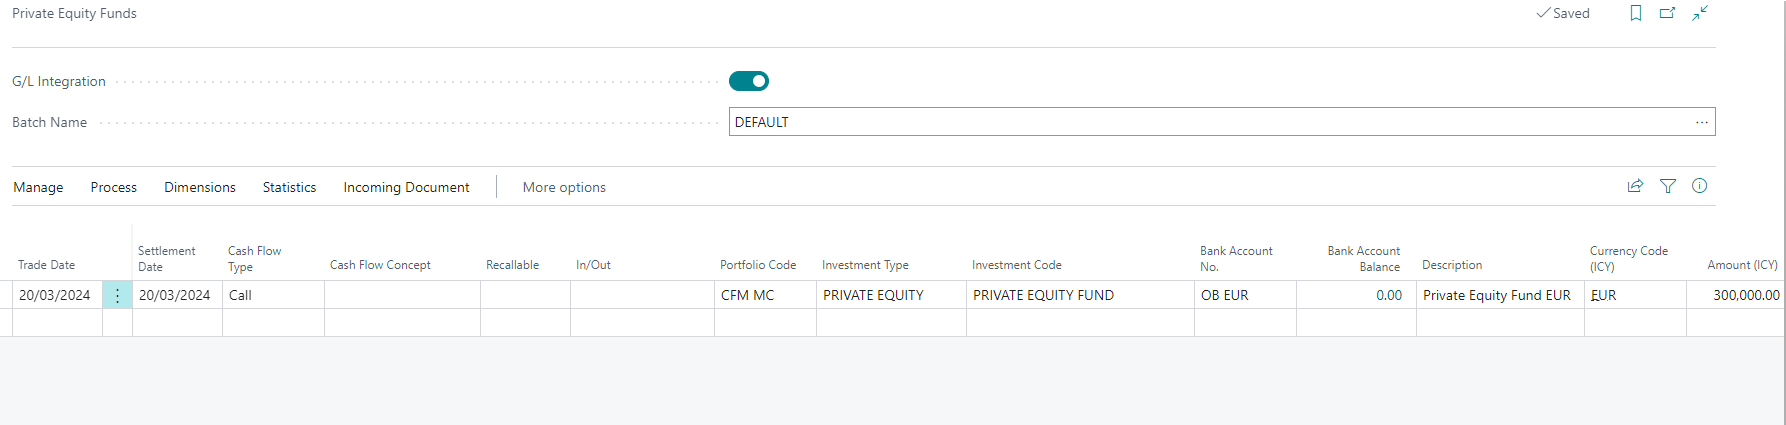 Private Equity Funds
Saved
G/L Integration
Batch Name
DEFAULT
Manage Process Dimensions Statistics Incoming Document More options
Trade Date Settlement Date Cash Flow Type Cash Flow Concept Recallable In/Out Portfolio Code Investment Type Investment Code Bank Account No. Bank Account Balance Description Currency Code (ICY) Amount (ICY)
20/03/2024 20/03/2024 Call CFM MC PRIVATE EQUITY PRIVATE EQUITY FUND OB EUR 0.00 Private Equity Fund EUR EUR 300,000.00